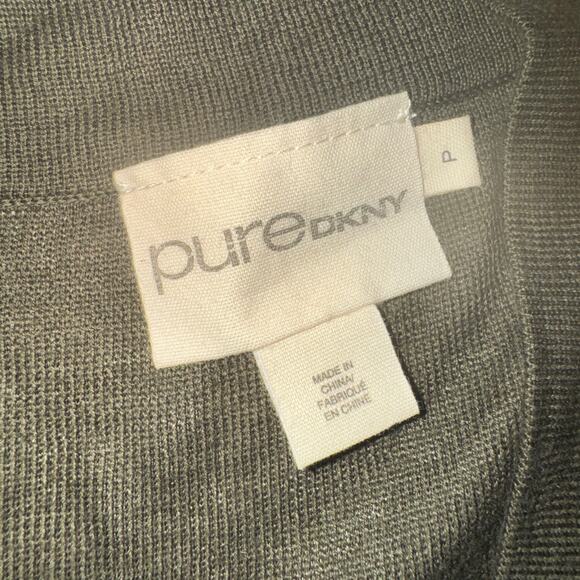 pureDKNY
P
MADE IN
CHINA/
FABRIQUÉ
EN CHINE